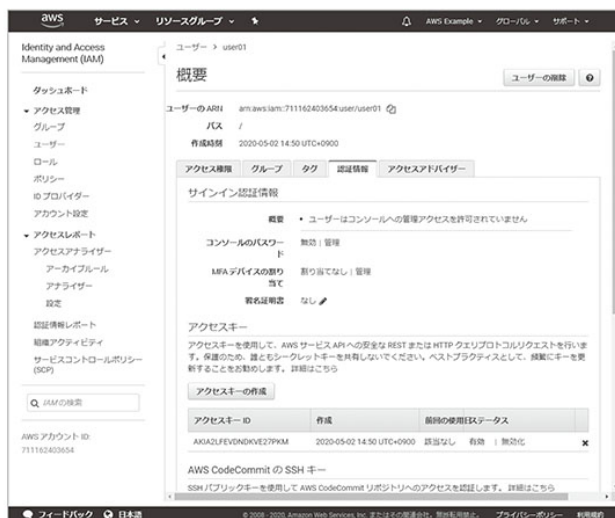 aws
サービス
リソースグループ
AWS Example
グローバル
サポート
Identity and Access
Management (IAM)
ダッシュボード
アクセス管理
グループ
ユーザー
ロール
ポリシー
ID プロバイダー
アカウント設定
アクセスレポート
アクセスアナライザー
アーカイブルール
アナライザー
設定
認証情報レポート
組織アクティビティ
サービスコントロールポリシー
(SCP)
IAMの検索
AWS アカウント ID:
711162403654
ユーザー > user01
概要
ユーザーの削除
ユーザーの ARN arn:aws:iam::711162403654:user/user01
パス /
作成時刻 2020-05-02 14:50 UTC+0900
アクセス権限 グループ タグ 認証情報 アクセスアドバイザー
サインイン認証情報
概要 • ユーザーはコンソールへの管理アクセスを許可されていません
コンソールのパスワー
ド
無効 | 管理
MFA デバイスの割り
当て
割り当てなし | 管理
署名証明書 なし
アクセスキー
アクセスキーを使用して、AWS サービス API への安全な REST または HTTP クエリプロトコルリクエストを行いま
す。保護のため、誰ともシークレットキーを共有しないでください。ベストプラクティスとして、頻繁にキーを更
新することをお勧めします。 詳細はこちら
アクセスキーの作成
アクセスキー ID 作成 前回の使用日ステータス
AKIA2LFEVDNDKVE27PKM 2020-05-02 14:50 UTC+0900 該当なし 有効 | 無効化
AWS CodeCommit の SSH キー
SSH パブリックキーを使用して AWS CodeCommit リポジトリへのアクセスを認証します。 詳細はこちら
フィードバック 日本語
© 2008 - 2020, Amazon Web Services, Inc. またはその関連会社。無断転用禁止。 プライバシーポリシー 利用規約